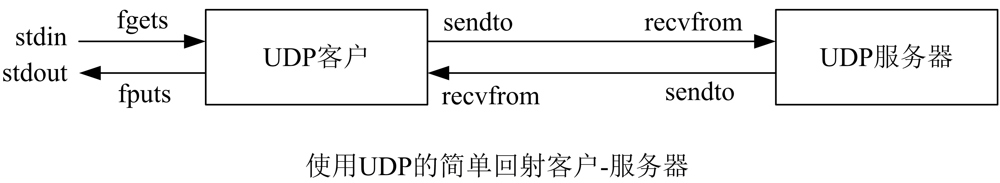 fgets
sendto
recvfrom
stdin
UDP客户
UDP服务器
stdout
fputs
recvfrom
sendto
使用UDP的简单回射客户-服务器